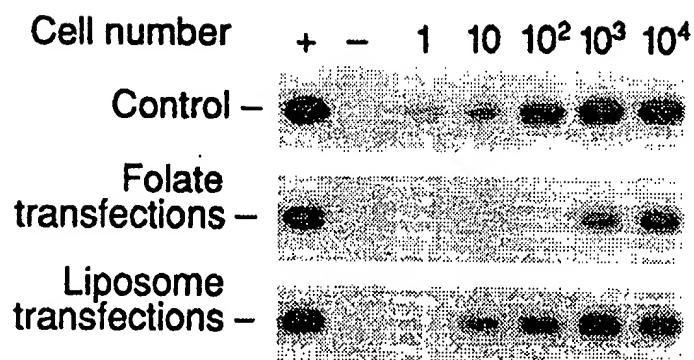 Cell number + − 1 10 10² 10³ 10⁴
Control –
Folate
transfections –
Liposome
transfections –